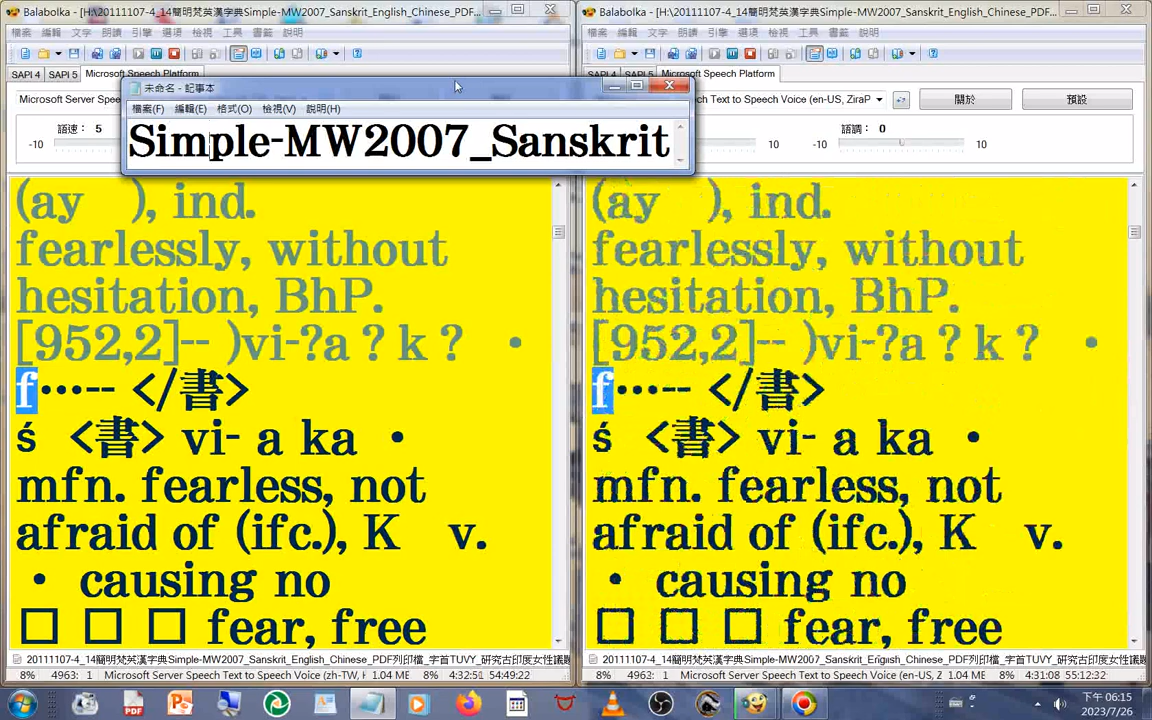 Balabolka - [H:\20111107-4_14簡明梵英漢字典Simple-MW2007_Sanskrit_English_Chinese_PDF...
檔案 編輯 文字 朗讀 引擎 選項 檢視 工具 書籤 說明
SAPI 4 SAPI 5 Microsoft Speech Platform
Microsoft Server Speech
語速： 5
-10
未命名 - 記事本
檔案(F) 編輯(E) 格式(O) 檢視(V) 說明(H)
Simple-MW2007_Sanskrit
(ay ), ind.
fearlessly, without
hesitation, BhP.
[952,2]-- )vi-?a ? k ? •
f…-- </書>
ś <書> vi- a ka •
mfn. fearless, not
afraid of (ifc.), K v.
• causing no
□ □ □ fear, free
20111107-4_14簡明梵英漢字典Simple-MW2007_Sanskrit_English_Chinese_PDF列印檔_字首TUVY_研究古印度女性議題
8% 4963: 1 Microsoft Server Speech Text to Speech Voice (zh-TW, H 1.04 MB 8% 4:32:51 54:49:22
Balabolka - [H:\20111107-4_14簡明梵英漢字典Simple-MW2007_Sanskrit_English_Chinese_PDF...
檔案 編輯 文字 朗讀 引擎 選項 檢視 工具 書籤 說明
SAPI 4 SAPI 5 Microsoft Speech Platform
ch Text to Speech Voice (en-US, ZiraP 關於 預設
語調： 0
10 -10 10
(ay ), ind.
fearlessly, without
hesitation, BhP.
[952,2]-- )vi-?a ? k ? •
f…-- </書>
ś <書> vi- a ka •
mfn. fearless, not
afraid of (ifc.), K v.
• causing no
□ □ □ fear, free
20111107-4_14簡明梵英漢字典Simple-MW2007_Sanskrit_English_Chinese_PDF列印檔_字首TUVY_研究古印度女性議題
8% 4963: 1 Microsoft Server Speech Text to Speech Voice (en-US, Z 1.04 MB 8% 4:31:08 55:12:32
下午 06:15
2023/7/26